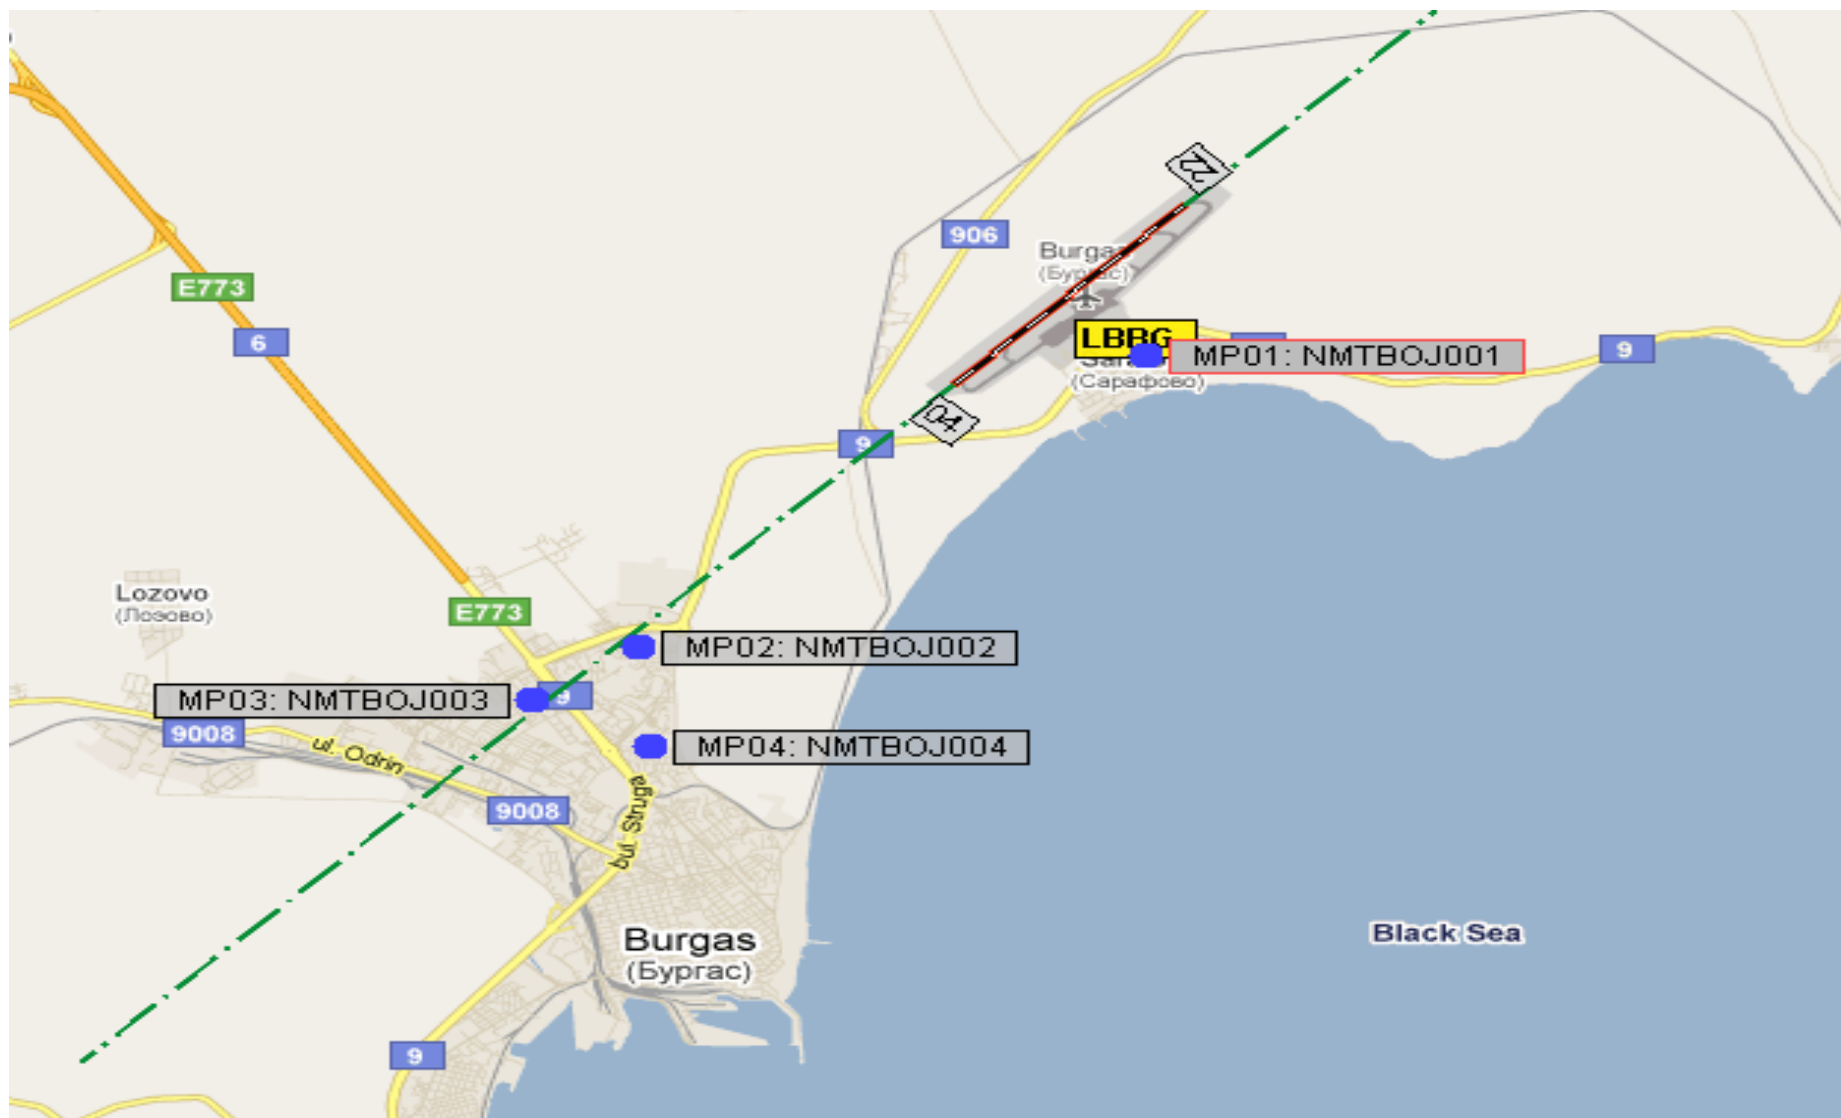 22
906
Burgas
(Бургас)
E773
6
LBBG
MP01: NMTBOJ001
9
(Сарафово)
04
9
Lozovo
(Лозово)
E773
MP02: NMTBOJ002
MP03: NMTBOJ003
9
9008
ul. Odrin
MP04: NMTBOJ004
9008
bul. Struga
Burgas
(Бургас)
Black Sea
9